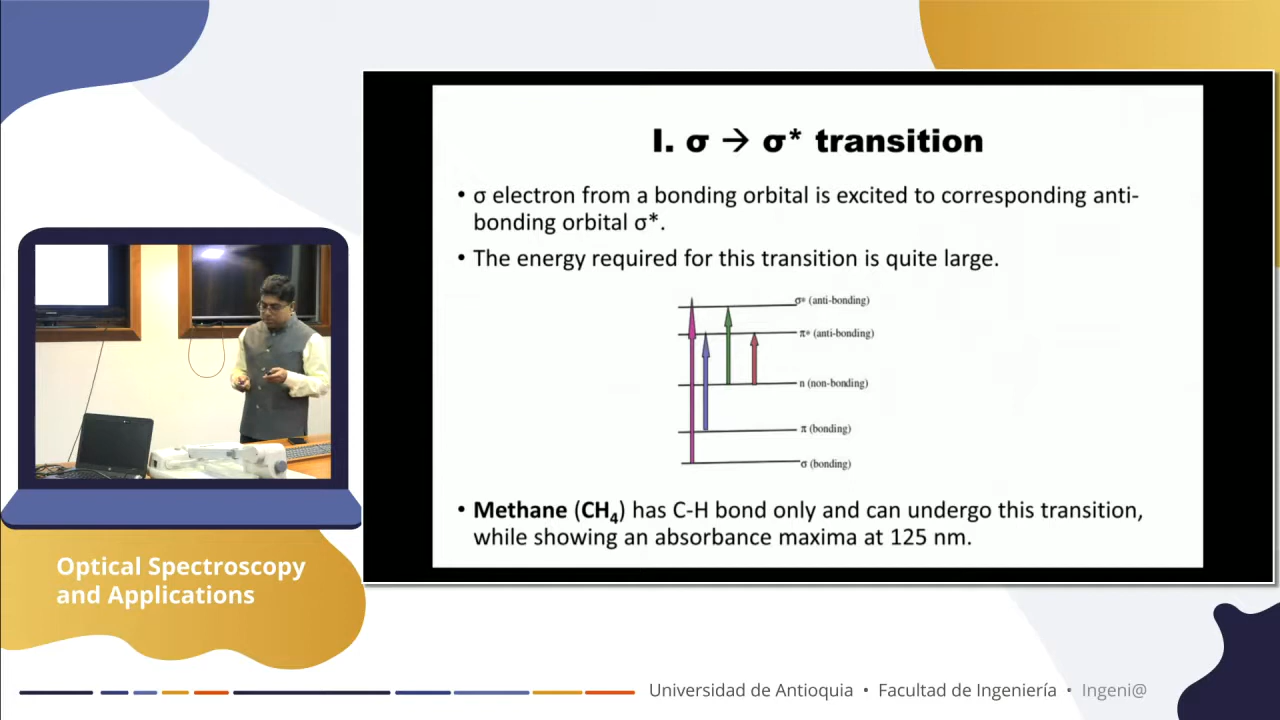 I. σ → σ* transition
• σ electron from a bonding orbital is excited to corresponding anti-
bonding orbital σ*.
• The energy required for this transition is quite large.
σ* (anti-bonding)
π* (anti-bonding)
n (non-bonding)
π (bonding)
σ (bonding)
• Methane (CH₄) has C-H bond only and can undergo this transition,
while showing an absorbance maxima at 125 nm.
Optical Spectroscopy
and Applications
Universidad de Antioquia • Facultad de Ingeniería • Ingeni@